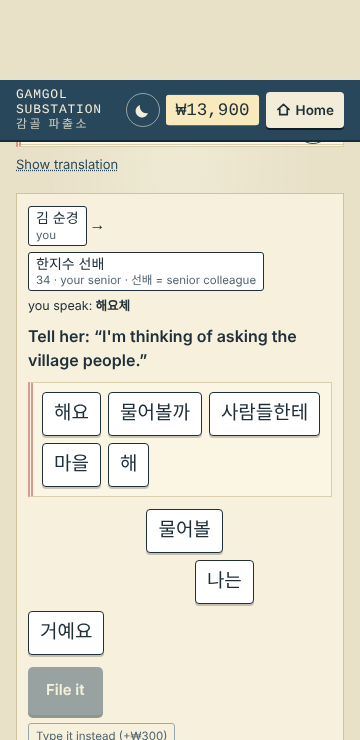 GAMGOL
SUBSTATION
감골 파출소
₩13,900
Home
Show translation
김 순경
you
→
한지수 선배
34 · your senior · 선배 = senior colleague
you speak: 해요체
Tell her: “I'm thinking of asking the
village people.”
해요 물어볼까 사람들한테
마을 해
물어볼
나는
거예요
File it
Type it instead (+₩300)